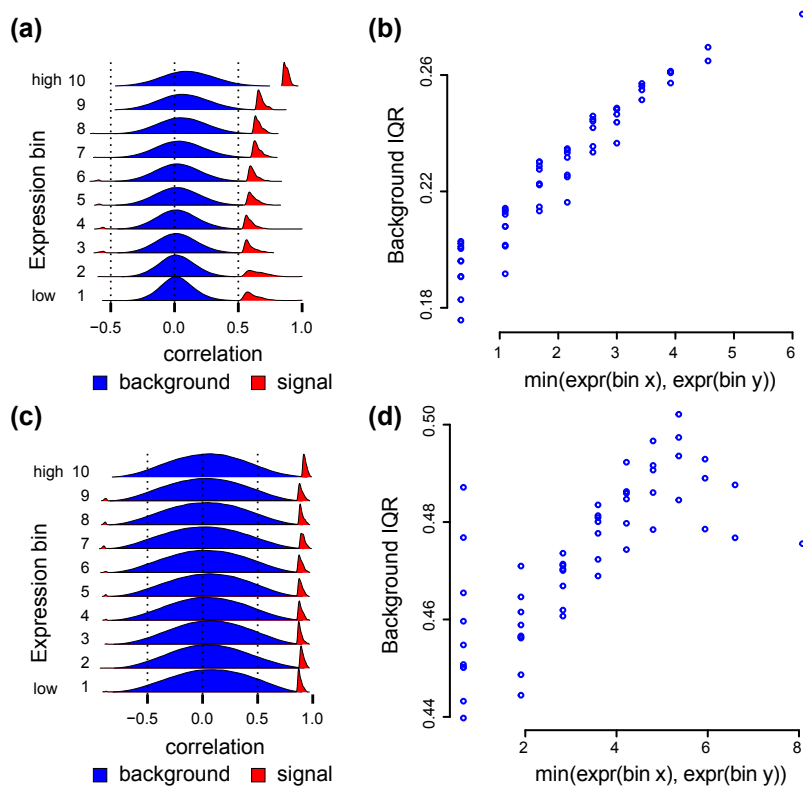 (a)
high 10
9
8
7
6
5
4
3
2
low 1
Expression bin
−0.5 0.0 0.5 1.0
correlation
background signal
(b)
0.26
0.22
0.18
Background IQR
1 2 3 4 5 6
min(expr(bin x), expr(bin y))
(c)
high 10
9
8
7
6
5
4
3
2
low 1
Expression bin
−0.5 0.0 0.5 1.0
correlation
background signal
(d)
0.50
0.48
0.46
0.44
Background IQR
2 4 6 8
min(expr(bin x), expr(bin y))